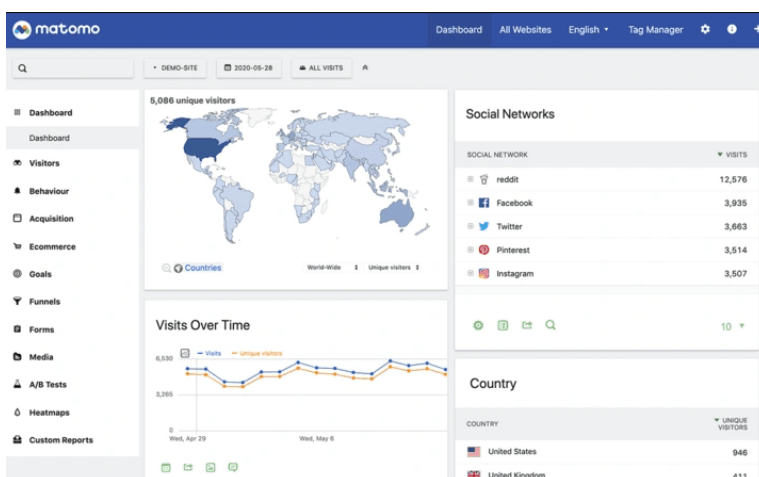 matomo
Dashboard All Websites English Tag Manager
DEMO-SITE 2020-05-28 ALL VISITS
Dashboard
Dashboard
Visitors
Behaviour
Acquisition
Ecommerce
Goals
Funnels
Forms
Media
A/B Tests
Heatmaps
Custom Reports
5,086 unique visitors
Countries World-Wide Unique visitors
Visits Over Time
Visits Unique visitors
6,530
3,265
0
Wed, Apr 29 Wed, May 6
Social Networks
SOCIAL NETWORK VISITS
reddit 12,576
Facebook 3,935
Twitter 3,663
Pinterest 3,514
Instagram 3,507
10
Country
COUNTRY UNIQUE
VISITORS
United States 946
United Kingdom 411